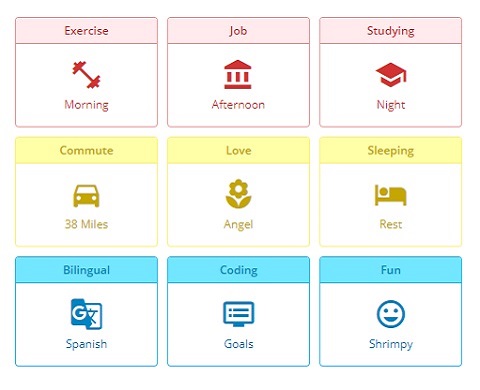 Exercise
Job
Studying
Morning
Afternoon
Night
Commute
Love
Sleeping
38 Miles
Angel
Rest
Bilingual
Coding
Fun
G 文
Spanish
Goals
Shrimpy